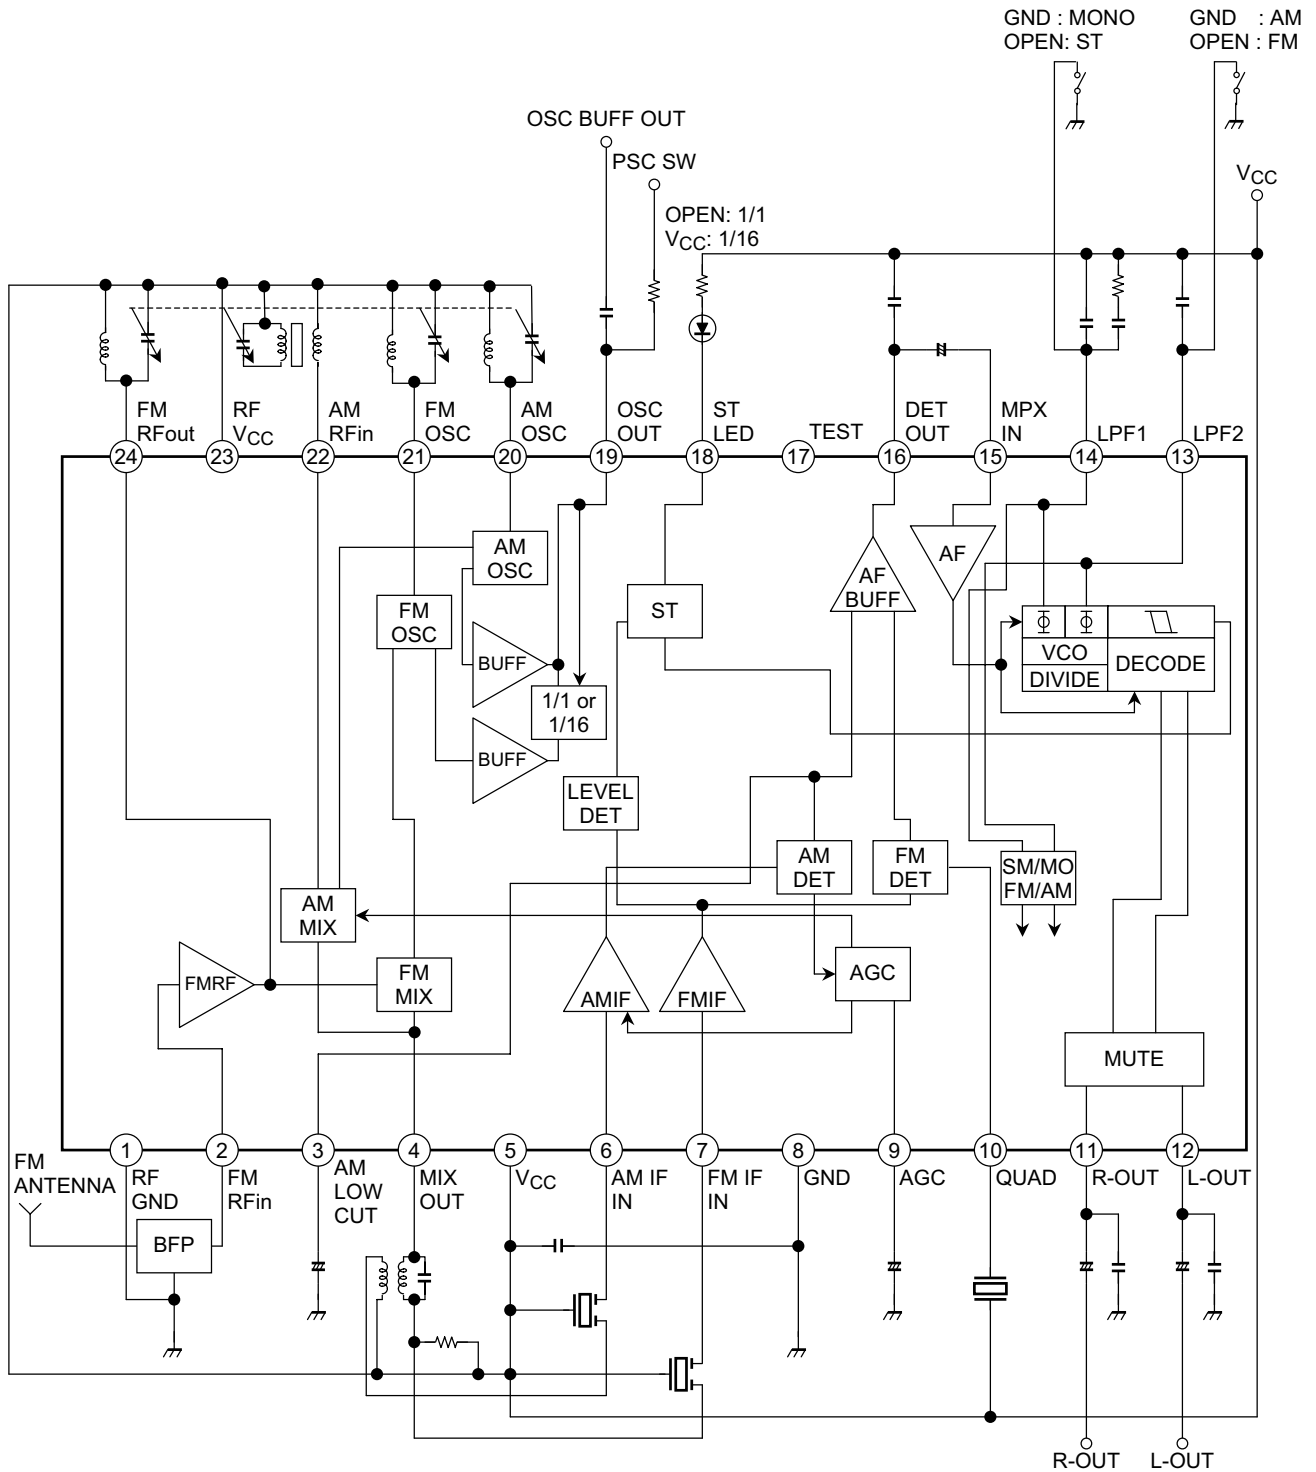 GND : MONO
OPEN: ST
GND : AM
OPEN : FM
OSC BUFF OUT
PSC SW
OPEN: 1/1
VCC: 1/16
VCC
FM
RFout
RF
VCC
AM
RFin
FM
OSC
AM
OSC
OSC
OUT
ST
LED
TEST
DET
OUT
MPX
IN
LPF1
LPF2
24
23
22
21
20
19
18
17
16
15
14
13
AM
OSC
FM
OSC
BUFF
1/1 or
1/16
BUFF
ST
AF
BUFF
AF
VCO
DIVIDE
DECODE
LEVEL
DET
AM
DET
FM
DET
SM/MO
FM/AM
AM
MIX
FMRF
FM
MIX
AMIF
FMIF
AGC
MUTE
1
2
3
4
5
6
7
8
9
10
11
12
FM
ANTENNA
RF
GND
FM
RFin
AM
LOW
CUT
MIX
OUT
VCC
AM IF
IN
FM IF
IN
GND
AGC
QUAD
R-OUT
L-OUT
BFP
R-OUT
L-OUT